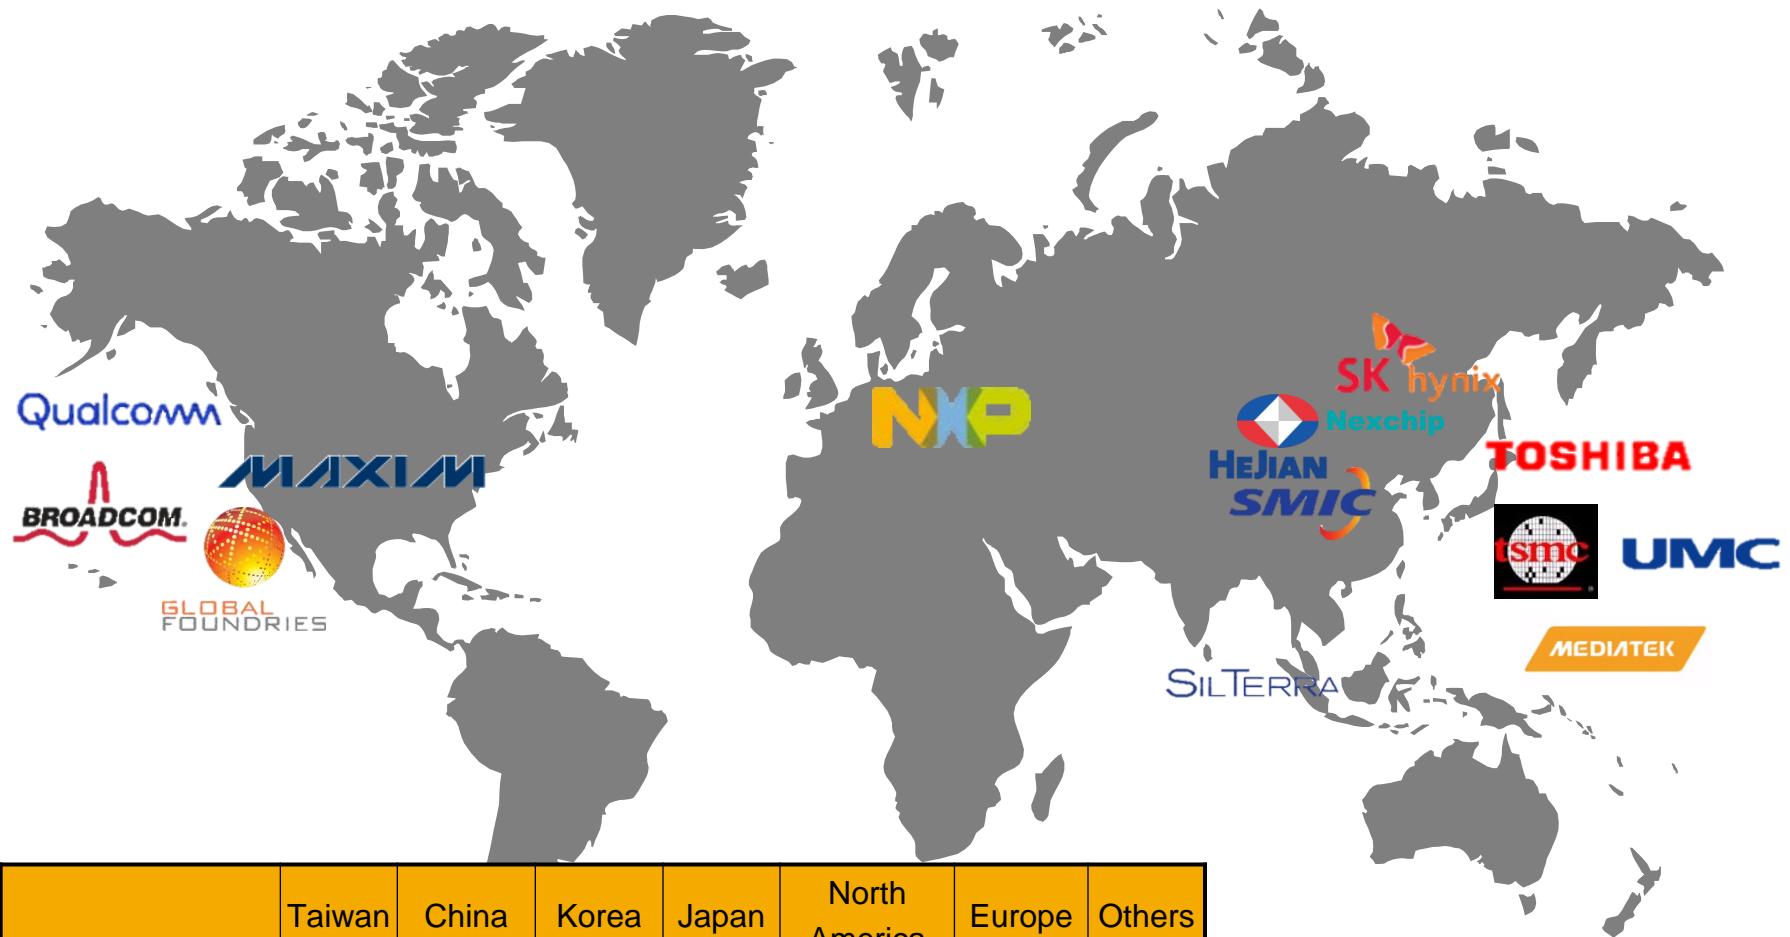 SK hynix
Qualcomm
NXP
Nexchip
MAXIM
HEJIAN
TOSHIBA
SMIC
BROADCOM.
tsmc
UMC
GLOBAL
FOUNDRIES
MEDIATEK
SILTERRA
Taiwan China Korea Japan North America Europe Others